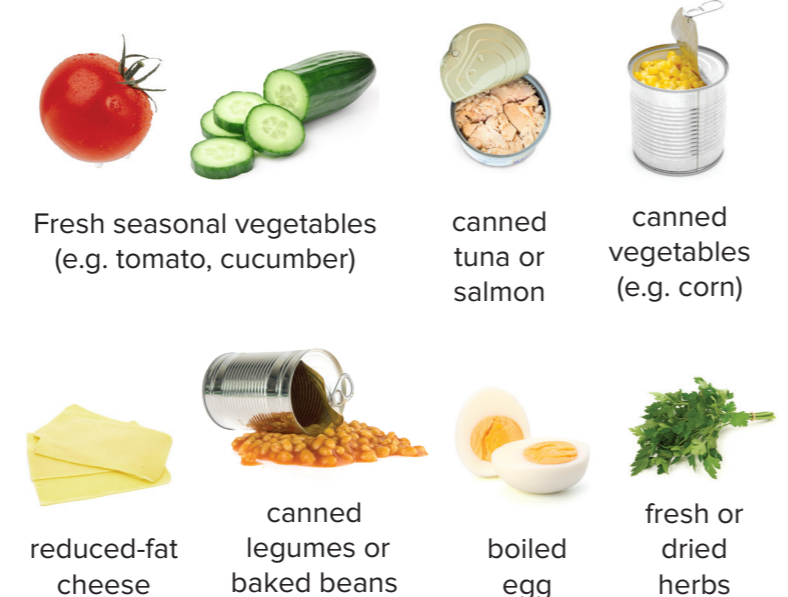 Fresh seasonal vegetables
(e.g. tomato, cucumber)
canned
tuna or
salmon
canned
vegetables
(e.g. corn)
reduced-fat
cheese
canned
legumes or
baked beans
boiled
egg
fresh or
dried
herbs